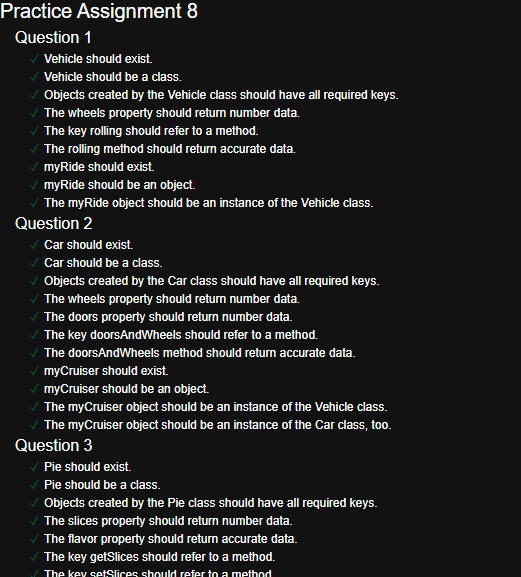 Practice Assignment 8
Question 1
✓ Vehicle should exist.
✓ Vehicle should be a class.
✓ Objects created by the Vehicle class should have all required keys.
✓ The wheels property should return number data.
✓ The key rolling should refer to a method.
✓ The rolling method should return accurate data.
✓ myRide should exist.
✓ myRide should be an object.
✓ The myRide object should be an instance of the Vehicle class.
Question 2
✓ Car should exist.
✓ Car should be a class.
✓ Objects created by the Car class should have all required keys.
✓ The wheels property should return number data.
✓ The doors property should return number data.
✓ The key doorsAndWheels should refer to a method.
✓ The doorsAndWheels method should return accurate data.
✓ myCruiser should exist.
✓ myCruiser should be an object.
✓ The myCruiser object should be an instance of the Vehicle class.
✓ The myCruiser object should be an instance of the Car class, too.
Question 3
✓ Pie should exist.
✓ Pie should be a class.
✓ Objects created by the Pie class should have all required keys.
✓ The slices property should return number data.
✓ The flavor property should return accurate data.
✓ The key getSlices should refer to a method.
✓ The key setSlices should refer to a method.